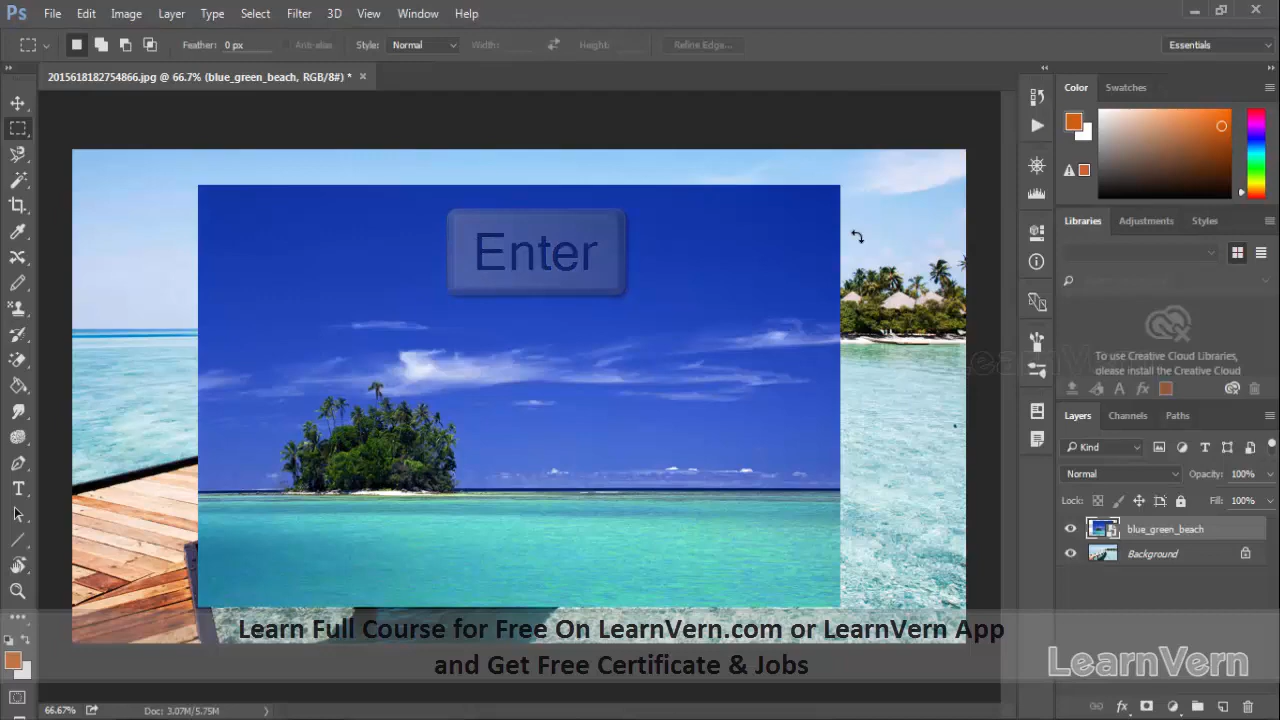 Ps File Edit Image Layer Type Select Filter 3D View Window Help
Feather: 0 px Anti-alias Style: Normal Width: Height: Refine Edge... Essentials
2015618182754866.jpg @ 66.7% (blue_green_beach, RGB/8#) *
Color Swatches
Enter
Libraries Adjustments Styles
To use Creative Cloud Libraries,
please install the Creative Cloud
Layers Channels Paths
Kind
Normal Opacity: 100%
Lock: Fill: 100%
blue_green_beach
Background
Learn Full Course for Free On LearnVern.com or LearnVern App
and Get Free Certificate & Jobs
LearnVern
66.67% Doc: 3.07M/5.75M